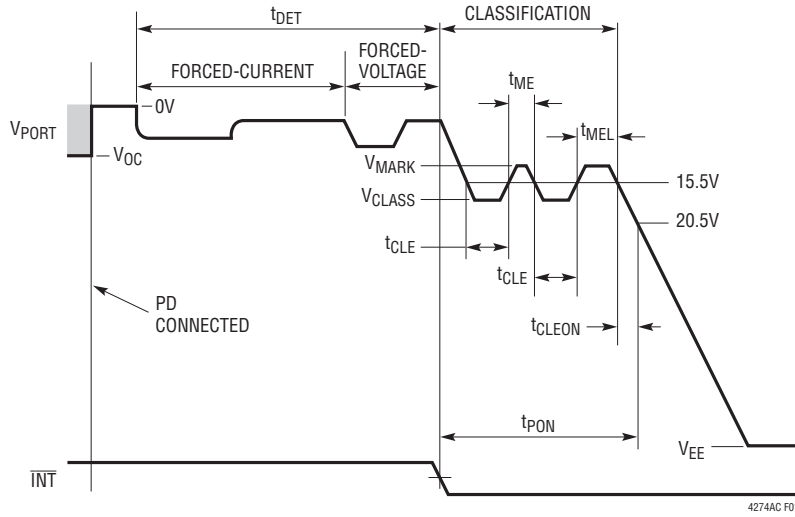 tDET
CLASSIFICATION
FORCED-CURRENT
FORCED-
VOLTAGE
tME
0V
VPORT
VOC
tMEL
VMARK
15.5V
VCLASS
20.5V
tCLE
tCLE
PD
CONNECTED
tCLEON
tPON
VEE
INT
4274AC F0